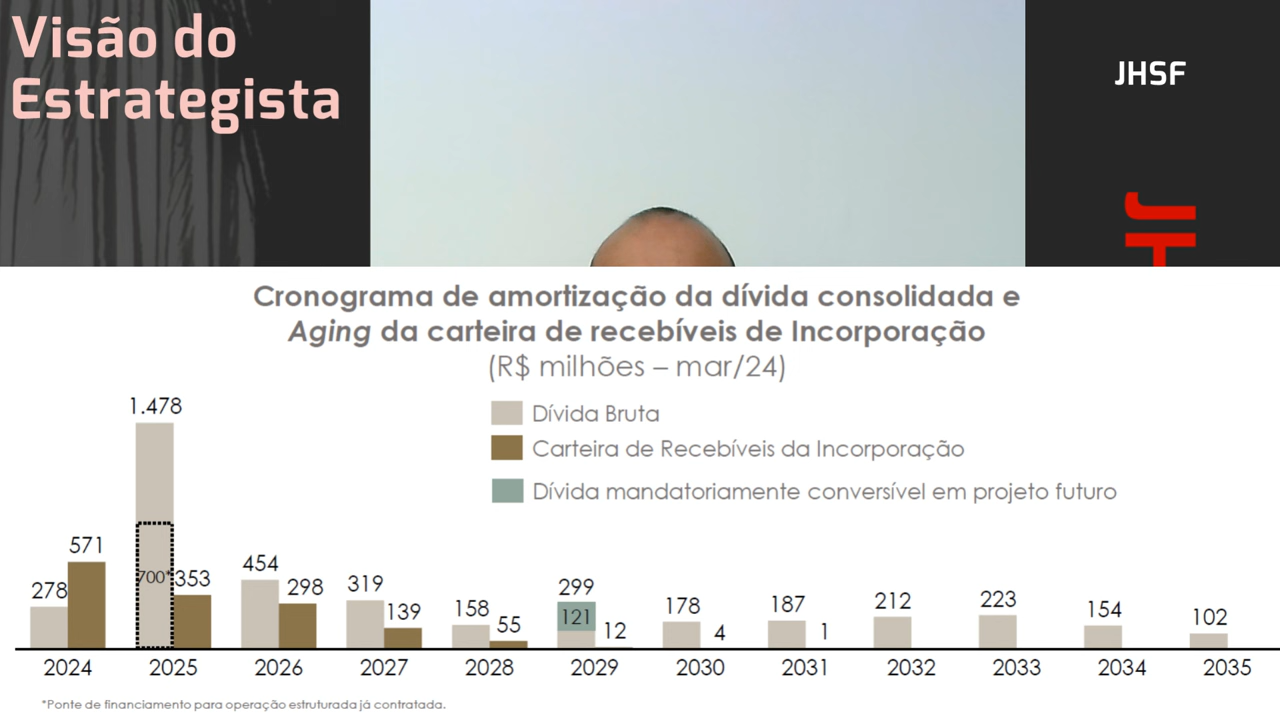 Visão do
Estrategista
JHSF
Cronograma de amortização da dívida consolidada e
Aging da carteira de recebíveis de Incorporação
(R$ milhões – mar/24)
Dívida Bruta
Carteira de Recebíveis da Incorporação
Dívida mandatoriamente conversível em projeto futuro
278 571 1.478 700* 353 454 298 319 139 158 55 299 121 12 178 4 187 1 212 223 154 102
2024 2025 2026 2027 2028 2029 2030 2031 2032 2033 2034 2035
*Ponte de financiamento para operação estruturada já contratada.